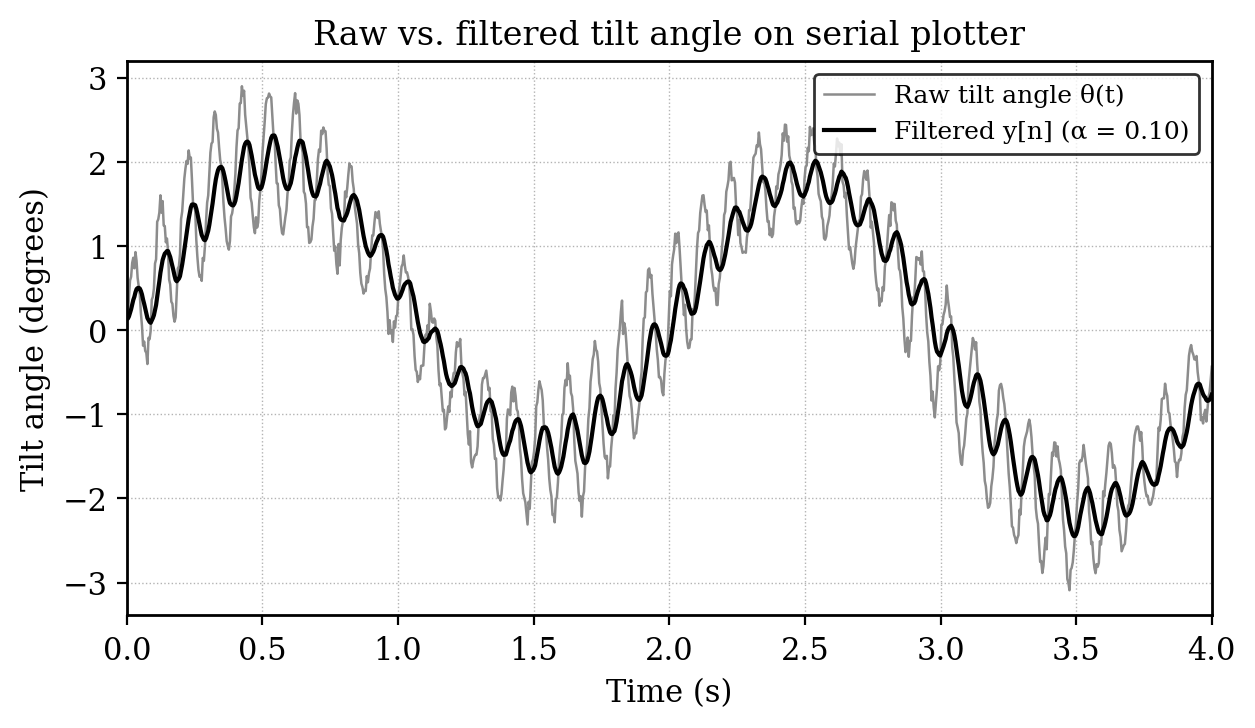 Raw vs. filtered tilt angle on serial plotter
Raw tilt angle θ(t)
Filtered y[n] (α = 0.10)
Tilt angle (degrees)
3
2
1
0
−1
−2
−3
0.0 0.5 1.0 1.5 2.0 2.5 3.0 3.5 4.0
Time (s)